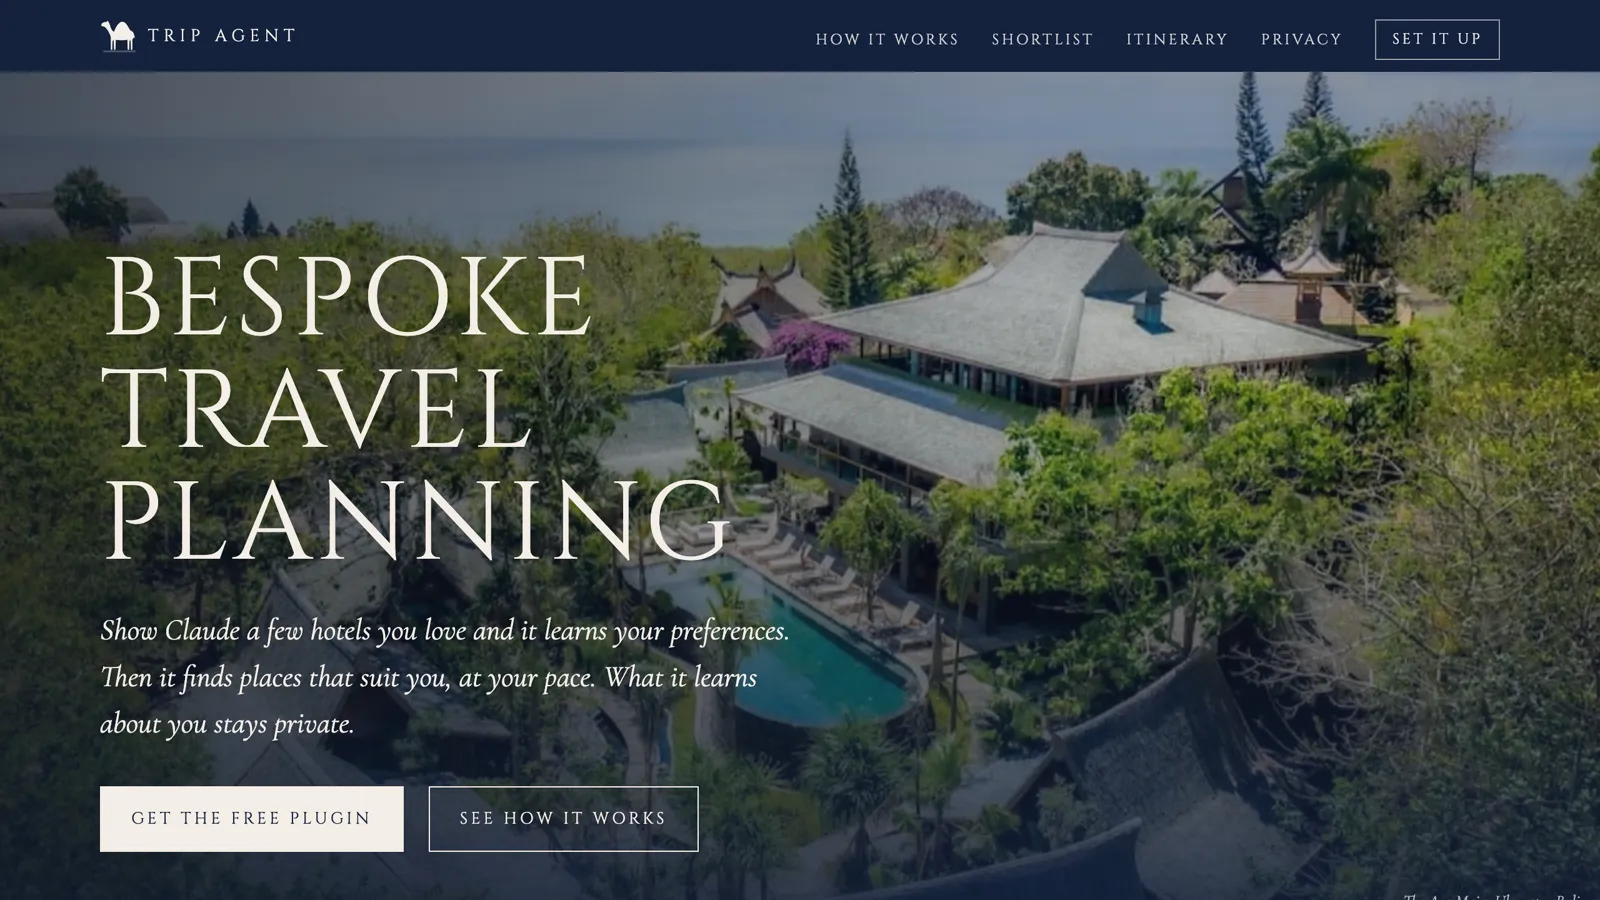 TRIP AGENT
HOW IT WORKS
SHORTLIST
ITINERARY
PRIVACY
SET IT UP
BESPOKE
TRAVEL
PLANNING
Show Claude a few hotels you love and it learns your preferences.
Then it finds places that suit you, at your pace. What it learns
about you stays private.
GET THE FREE PLUGIN
SEE HOW IT WORKS